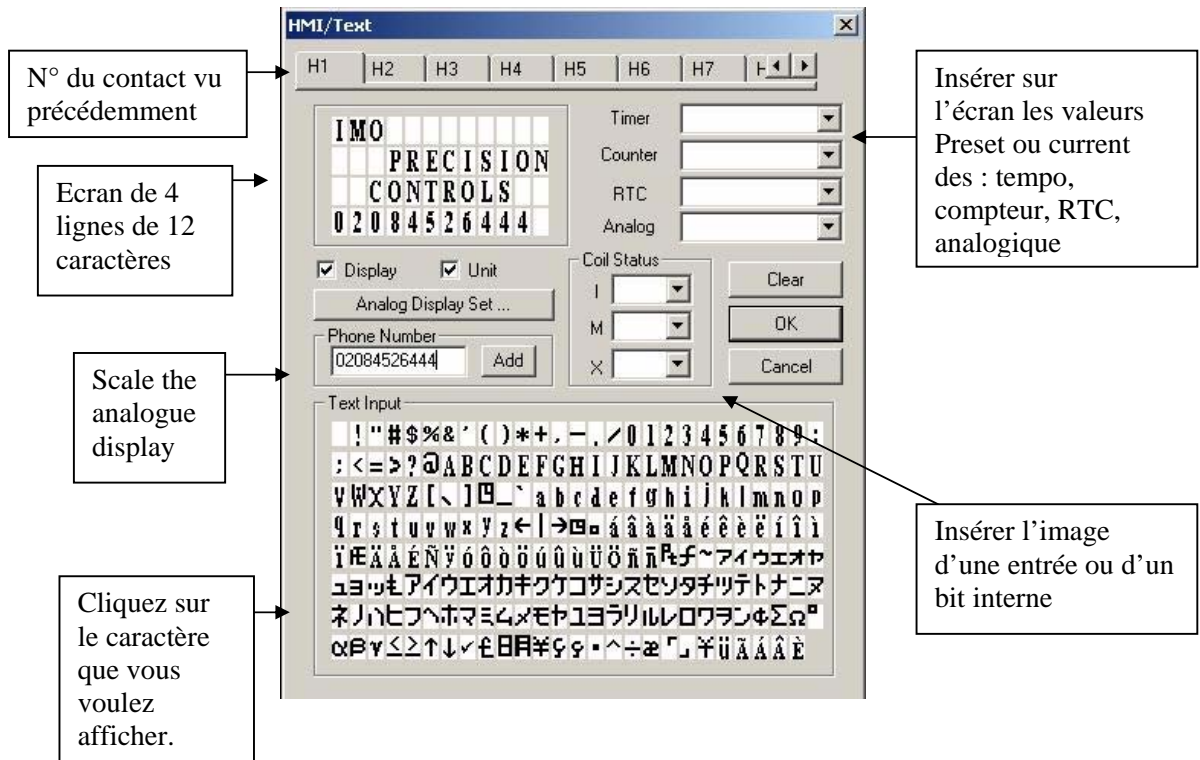 HMI/Text
N° du contact vu
précédemment
H1 H2 H3 H4 H5 H6 H7
Insérer sur
l'écran les valeurs
Preset ou current
des : tempo,
compteur, RTC,
analogique
Ecran de 4
lignes de 12
caractères
IMO
PRECISION
CONTROLS
02084526444
Timer
Counter
RTC
Analog
Display Unit
Analog Display Set ...
Coil Status
I
M
X
Clear
OK
Cancel
Phone Number
02084526444 Add
Scale the
analogue
display
Text Input
!"#$%&'()*+,-./0123456789:
;<=>?@ABCDEFGHIJKLMNOPQRSTU
Insérer l'image
d'une entrée ou d'un
bit interne
Cliquez sur
le caractère
que vous
voulez
afficher.